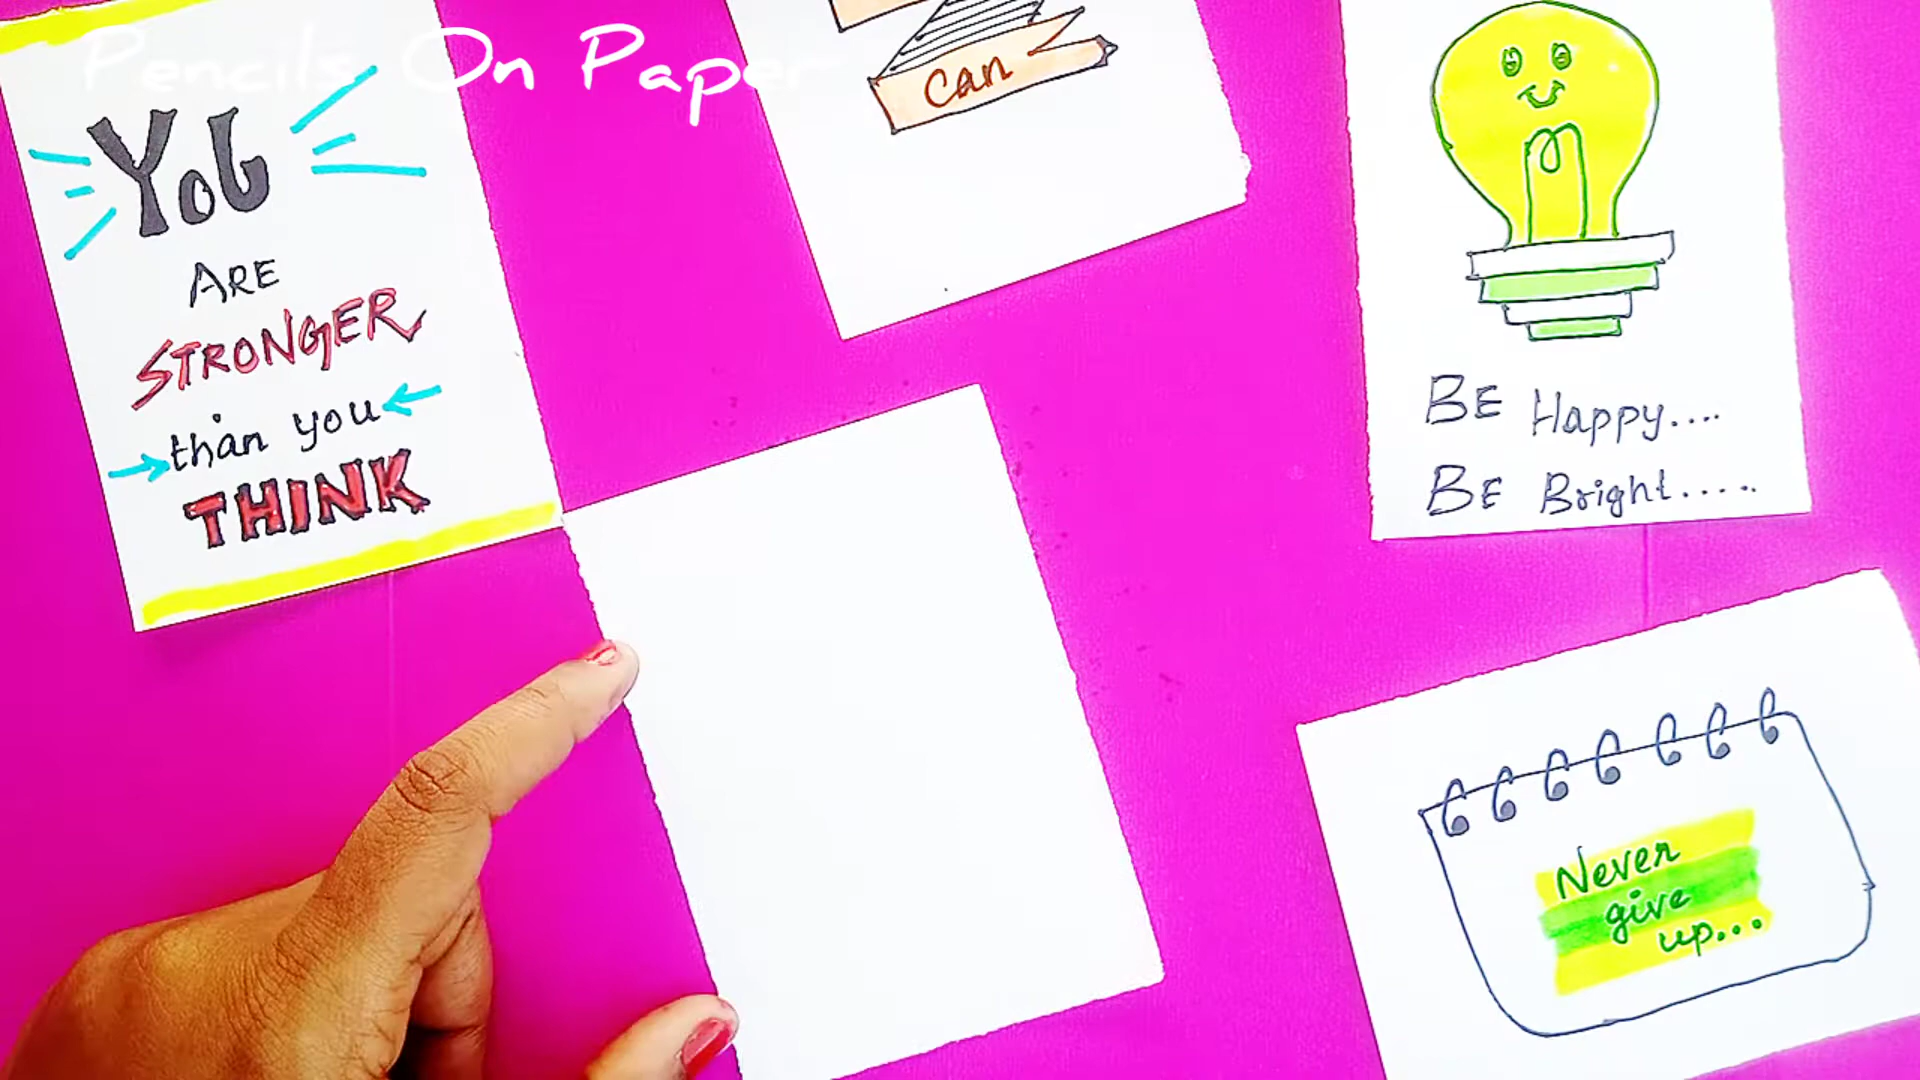 Pencils On Paper
YOU
ARE
STRONGER
than you
THINK
can
BE Happy....
BE Bright.....
Never
give
up...